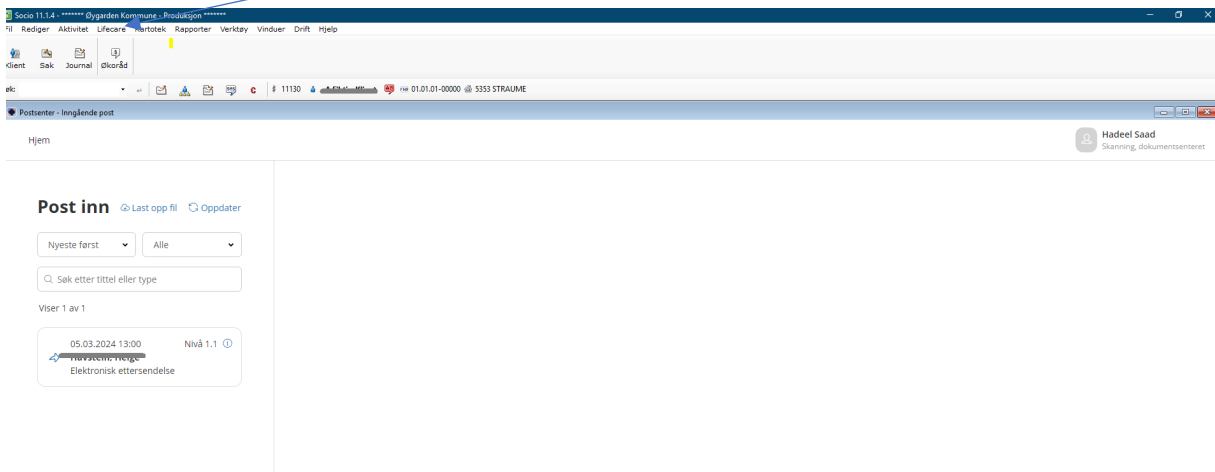 Socio 11.1.4 - ******* Øygarden Kommune - Produksjon *******
Fil Rediger Aktivitet Lifecare Kartotek Rapporter Verktøy Vinduer Drift Hjelp
Klient Sak Journal Økoråd
11130 01.01.01-00000 5353 STRAUME
Postsenter - Inngående post
Hjem
Hadeel Saad
Skanning, dokumentsenteret
Post inn Last opp fil Oppdater
Nyeste først Alle
Søk etter tittel eller type
Viser 1 av 1
05.03.2024 13:00 Nivå 1.1
Elektronisk ettersendelse